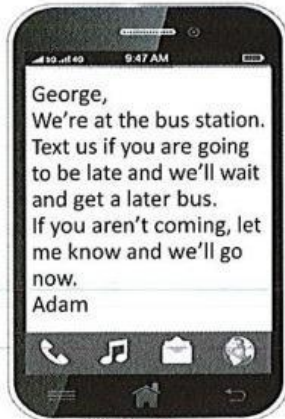 3G 4G 9:47 AM
George,
We're at the bus station.
Text us if you are going
to be late and we'll wait
and get a later bus.
If you aren't coming, let
me know and we'll go
now.
Adam